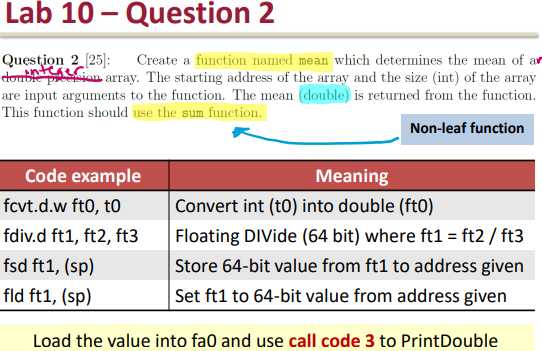 Lab 10 – Question 2
Question 2 [25]: Create a function named mean which determines the mean of an
integer
double precision array. The starting address of the array and the size (int) of the array
are input arguments to the function. The mean (double) is returned from the function.
This function should use the sum function.
Non-leaf function
Code example Meaning
fcvt.d.w ft0, t0 Convert int (t0) into double (ft0)
fdiv.d ft1, ft2, ft3 Floating DIVide (64 bit) where ft1 = ft2 / ft3
fsd ft1, (sp) Store 64-bit value from ft1 to address given
fld ft1, (sp) Set ft1 to 64-bit value from address given
Load the value into fa0 and use call code 3 to PrintDouble